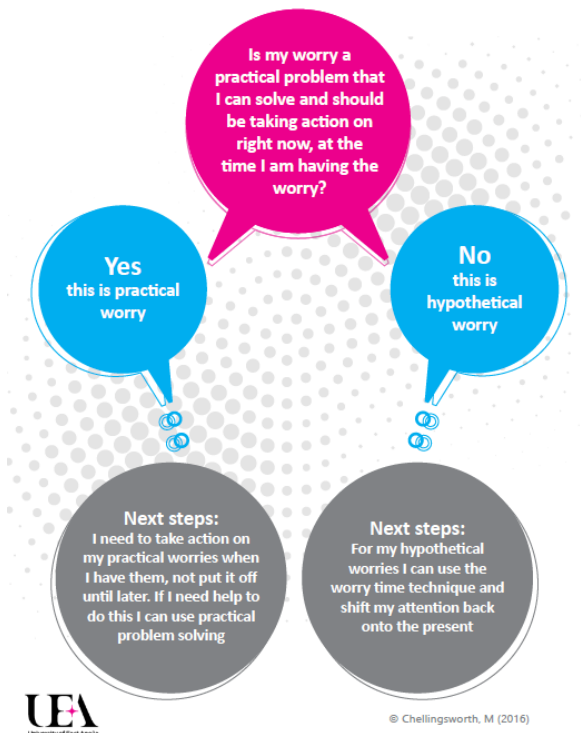 Is my worry a
practical problem that
I can solve and should
be taking action on
right now, at the
time I am having the
worry?
Yes
this is practical
worry
No
this is
hypothetical
worry
Next steps:
I need to take action on
my practical worries when
I have them, not put it off
until later. If I need help to
do this I can use practical
problem solving
Next steps:
For my hypothetical
worries I can use the
worry time technique and
shift my attention back
onto the present
UEA
© Chellingsworth, M (2016)